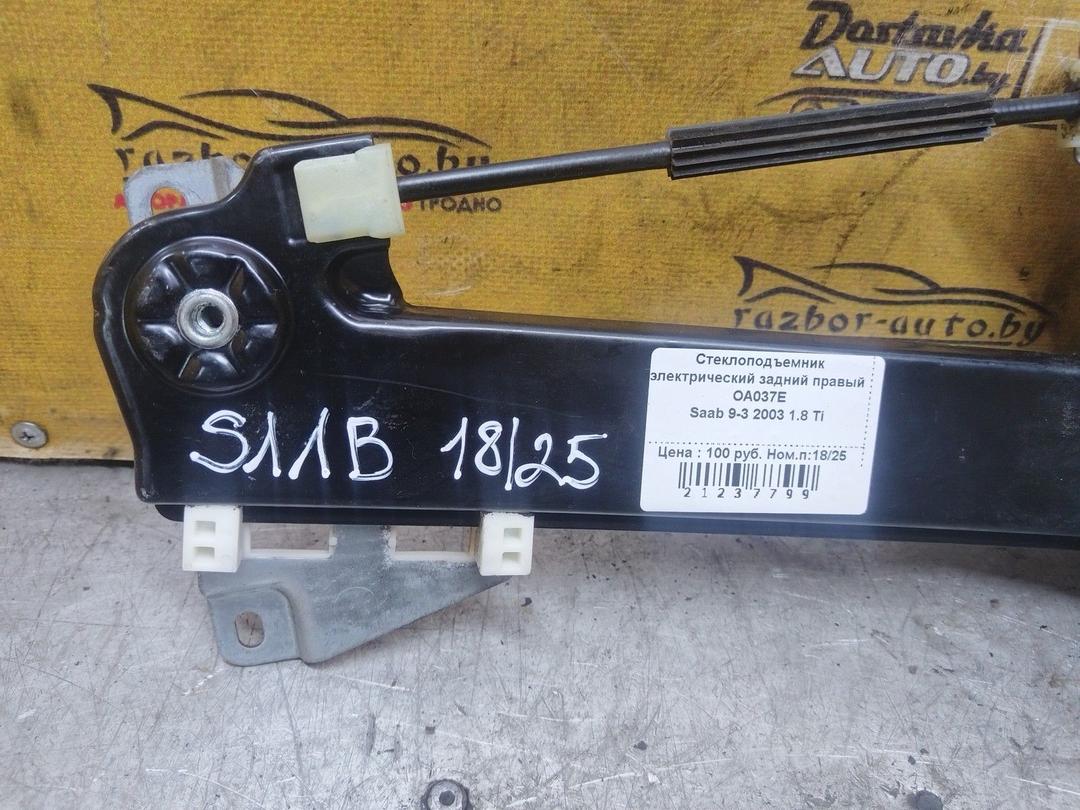 Dostavka
AUTO.by
razbor-auto.by
ГРОДНО
razbor-auto.by
Стеклоподъемник
электрический задний правый
OA037E
Saab 9-3 2003 1.8 Ti
Цена : 100 руб. Ном.п:18/25
21237799
S11B 18/25